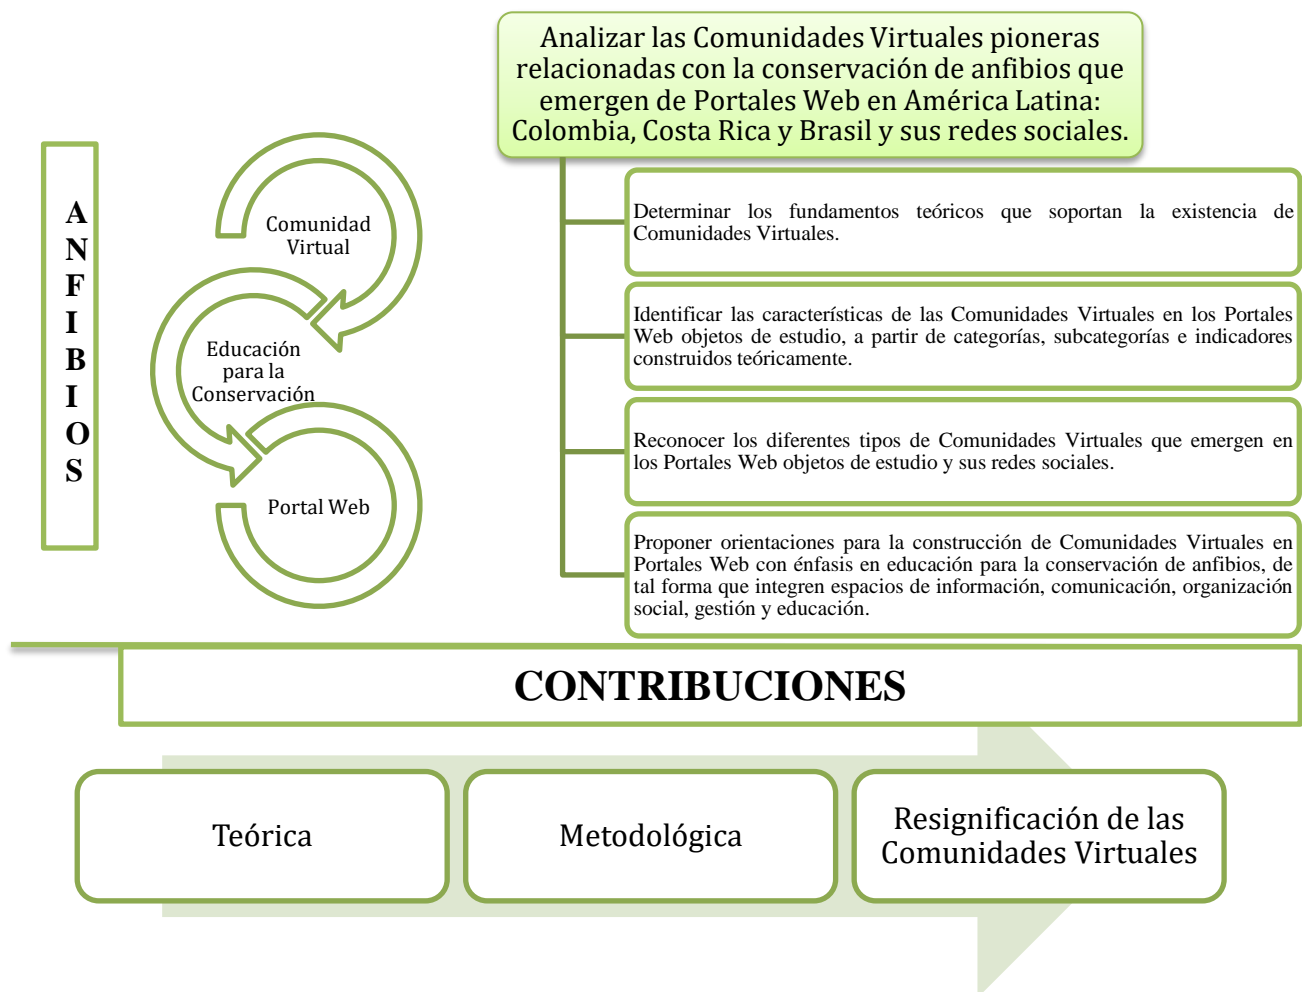 Analizar las Comunidades Virtuales pioneras
relacionadas con la conservación de anfibios que
emergen de Portales Web en América Latina:
Colombia, Costa Rica y Brasil y sus redes sociales.
A
N
F
I
B
I
O
S
Comunidad
Virtual
Educación
para la
Conservación
Portal Web
Determinar los fundamentos teóricos que soportan la existencia de
Comunidades Virtuales.
Identificar las características de las Comunidades Virtuales en los Portales
Web objetos de estudio, a partir de categorías, subcategorías e indicadores
construidos teóricamente.
Reconocer los diferentes tipos de Comunidades Virtuales que emergen en
los Portales Web objetos de estudio y sus redes sociales.
Proponer orientaciones para la construcción de Comunidades Virtuales en
Portales Web con énfasis en educación para la conservación de anfibios, de
tal forma que integren espacios de información, comunicación, organización
social, gestión y educación.
CONTRIBUCIONES
Teórica
Metodológica
Resignificación de las
Comunidades Virtuales